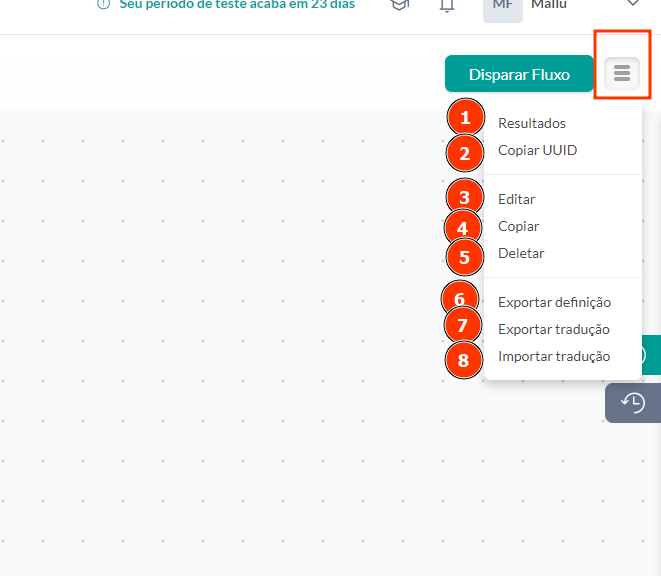 Seu período de teste acaba em 23 dias
MF
Mallu
Disparar Fluxo
1 Resultados
2 Copiar UUID
3 Editar
4 Copiar
5 Deletar
6 Exportar definição
7 Exportar tradução
8 Importar tradução